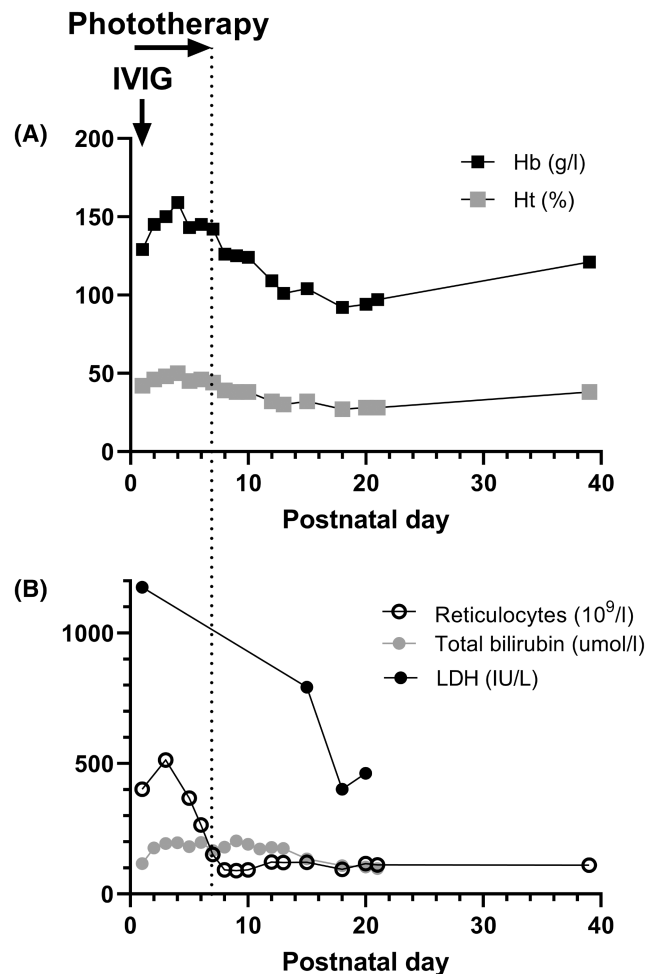 Phototherapy
IVIG
(A)
200
150
100
50
0
Hb (g/l)
Ht (%)
0 10 20 30 40
Postnatal day
(B)
1000
500
0
Reticulocytes (10⁹/l)
Total bilirubin (umol/l)
LDH (IU/L)
0 10 20 30 40
Postnatal day